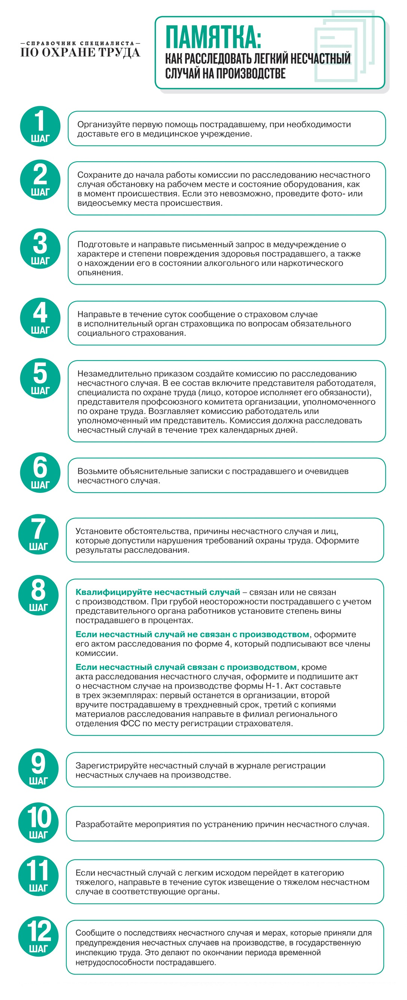 СПРАВОЧНИК СПЕЦИАЛИСТА
ПО ОХРАНЕ ТРУДА
ПАМЯТКА:
КАК РАССЛЕДОВАТЬ ЛЕГКИЙ НЕСЧАСТНЫЙ
СЛУЧАЙ НА ПРОИЗВОДСТВЕ
1
ШАГ
Организуйте первую помощь пострадавшему, при необходимости
доставьте его в медицинское учреждение.
2
ШАГ
Сохраните до начала работы комиссии по расследованию несчастного
случая обстановку на рабочем месте и состояние оборудования, как
в момент происшествия. Если это невозможно, проведите фото- или
видеосъемку места происшествия.
3
ШАГ
Подготовьте и направьте письменный запрос в медучреждение о
характере и степени повреждения здоровья пострадавшего, а также
о нахождении его в состоянии алкогольного или наркотического
опьянения.
4
ШАГ
Направьте в течение суток сообщение о страховом случае
в исполнительный орган страховщика по вопросам обязательного
социального страхования.
5
ШАГ
Незамедлительно приказом создайте комиссию по расследованию
несчастного случая. В ее состав включите представителя работодателя,
специалиста по охране труда (лицо, которое исполняет его обязаности),
представителя профсоюзного комитета организации, уполномоченного
по охране труда. Возглавляет комиссию работодатель или
уполномоченный им представитель. Комиссия должна расследовать
несчастный случай в течение трех календарных дней.
6
ШАГ
Возьмите объяснительные записки с пострадавшего и очевидцев
несчастного случая.
7
ШАГ
Установите обстоятельства, причины несчастного случая и лиц,
которые допустили нарушения требований охраны труда. Оформите
результаты расследования.
8
ШАГ
Квалифицируйте несчастный случай – связан или не связан
с производством. При грубой неосторожности пострадавшего с учетом
представительного органа работников установите степень вины
пострадавшего в процентах.
Если несчастный случай не связан с производством, оформите
его актом расследования по форме 4, который подписывают все члены
комиссии.
Если несчастный случай связан с производством, кроме
акта расследования несчастного случая, оформите и подпишите акт
о несчастном случае на производстве формы Н-1. Акт составьте
в трех экземплярах: первый останется в организации, второй
вручите пострадавшему в трехдневный срок, третий с копиями
материалов расследования направьте в филиал регионального
отделения ФСС по месту регистрации страхователя.
9
ШАГ
Зарегистрируйте несчастный случай в журнале регистрации
несчастных случаев на производстве.
10
ШАГ
Разработайте мероприятия по устранению причин несчастного случая.
11
ШАГ
Если несчастный случай с легким исходом перейдет в категорию
тяжелого, направьте в течение суток извещение о тяжелом несчастном
случае в соответствующие органы.
12
ШАГ
Сообщите о последствиях несчастного случая и мерах, которые приняли для
предупреждения несчастных случаев на производстве, в государственную
инспекцию труда. Это делают по окончании периода временной
нетрудоспособности пострадавшего.